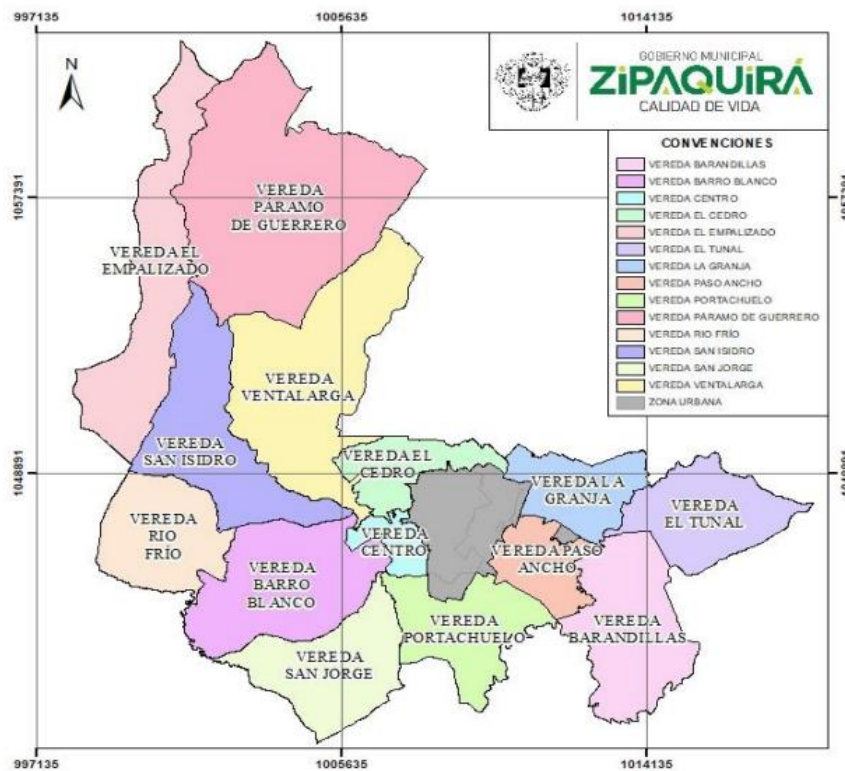 997135
1005635
1014135
N
GOBIERNO MUNICIPAL
ZiPAQUIRÁ
CALIDAD DE VIDA
CONVENCIONES
VEREDA BARANDILLAS
VEREDA BARRO BLANCO
VEREDA CENTRO
VEREDA EL CEDRO
VEREDA EL EMPALIZADO
VEREDA EL TUNAL
VEREDA LA GRANJA
VEREDA PASO ANCHO
VEREDA PORTACHUELO
VEREDA PÁRAMO DE GUERRERO
VEREDA RIO FRÍO
VEREDA SAN ISIDRO
VEREDA SAN JORGE
VEREDA VENTALARGA
ZONA URBANA
1057391
1057391
VEREDA
PÁRAMO
DE GUERRERO
VEREDA EL
EMPALIZADO
VEREDA
VENTALARGA
VEREDA
SAN ISIDRO
VEREDA EL
CEDRO
1048891
1048891
VEREDA LA
GRANJA
VEREDA
EL TUNAL
VEREDA
RIO
FRÍO
VEREDA
CENTRO
VEREDA PASO
ANCHO
VEREDA
BARRO
BLANCO
VEREDA
PORTACHUELO
VEREDA
BARANDILLAS
VEREDA
SAN JORGE
997135
1005635
1014135